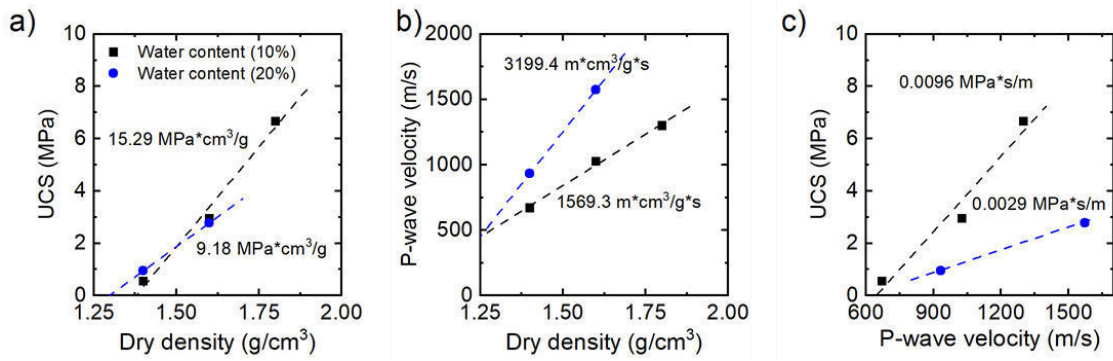 a)
10
8
6
4
2
0
UCS (MPa)
Water content (10%)
Water content (20%)
15.29 MPa*cm³/g
9.18 MPa*cm³/g
1.25 1.50 1.75 2.00
Dry density (g/cm³)
b)
2000
1500
1000
500
0
P-wave velocity (m/s)
3199.4 m*cm³/g*s
1569.3 m*cm³/g*s
1.25 1.50 1.75 2.00
Dry density (g/cm³)
c)
10
8
6
4
2
0
UCS (MPa)
0.0096 MPa*s/m
0.0029 MPa*s/m
600 900 1200 1500
P-wave velocity (m/s)